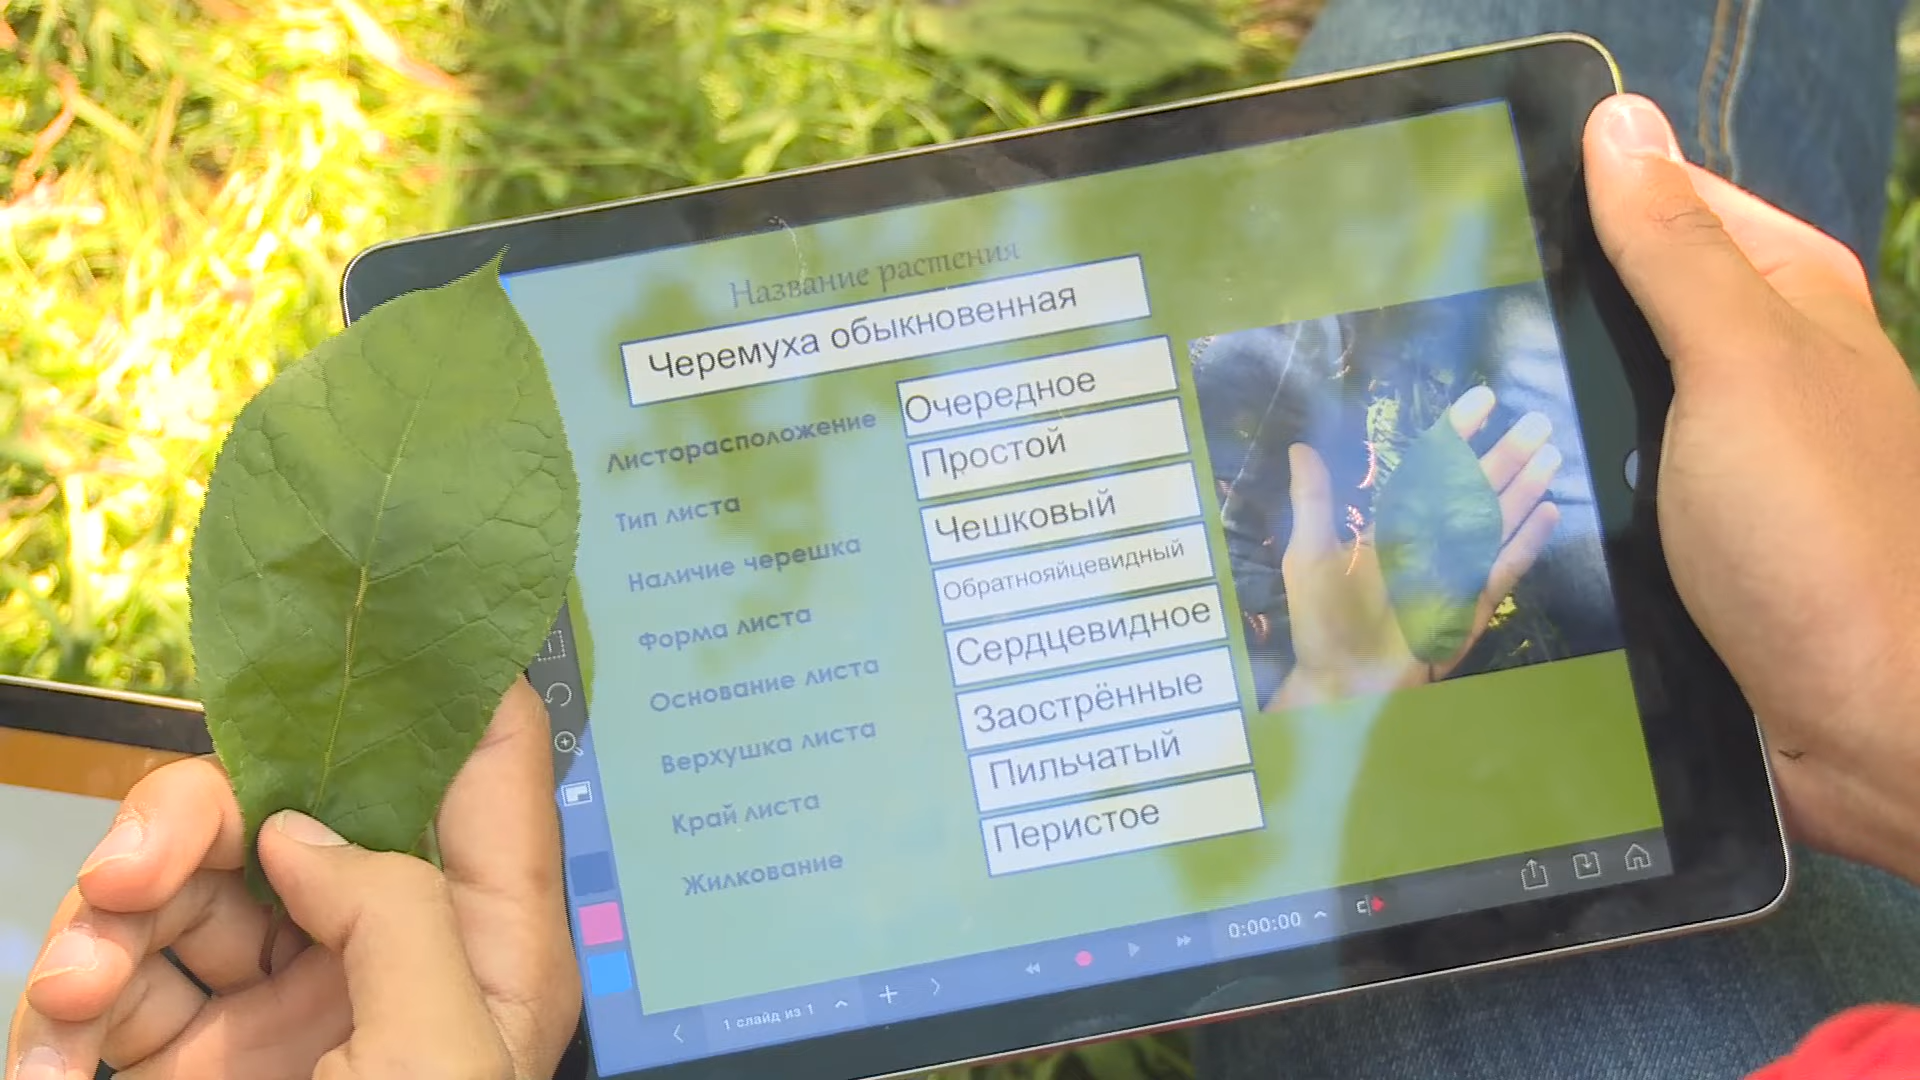 Название растения
Черемуха обыкновенная
Листорасположение Очередное
Тип листа Простой
Наличие черешка Чешковый
Форма листа Обратнояйцевидный
Основание листа Сердцевидное
Верхушка листа Заострённые
Край листа Пильчатый
Жилкование Перистое
0:00:00
1 слайд из 1